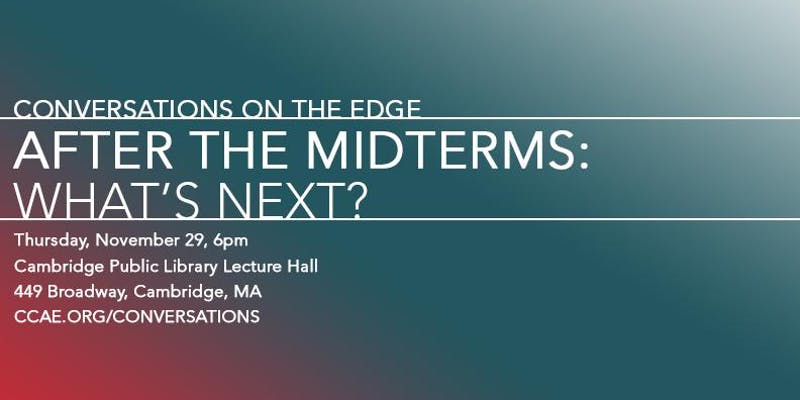 CONVERSATIONS ON THE EDGE
AFTER THE MIDTERMS:
WHAT'S NEXT?
Thursday, November 29, 6pm
Cambridge Public Library Lecture Hall
449 Broadway, Cambridge, MA
CCAE.ORG/CONVERSATIONS